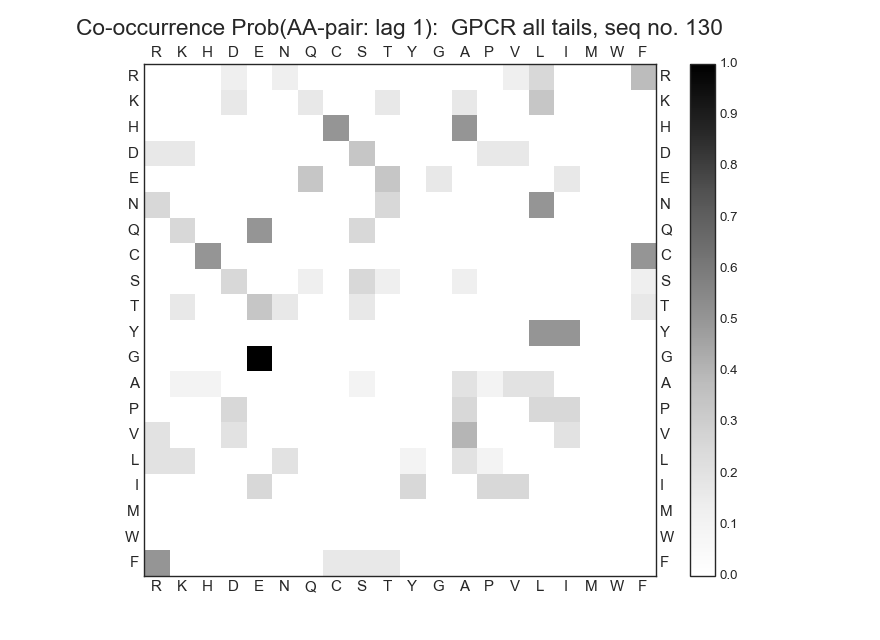 Co-occurrence Prob(AA-pair: lag 1):  GPCR all tails, seq no. 130
R K H D E N Q C S T Y G A P V L I M W F
R R
K K
H H
D D
E E
N N
Q Q
C C
S S
T T
Y Y
G G
A A
P P
V V
L L
I I
M M
W W
F F
R K H D E N Q C S T Y G A P V L I M W F
1.0
0.9
0.8
0.7
0.6
0.5
0.4
0.3
0.2
0.1
0.0